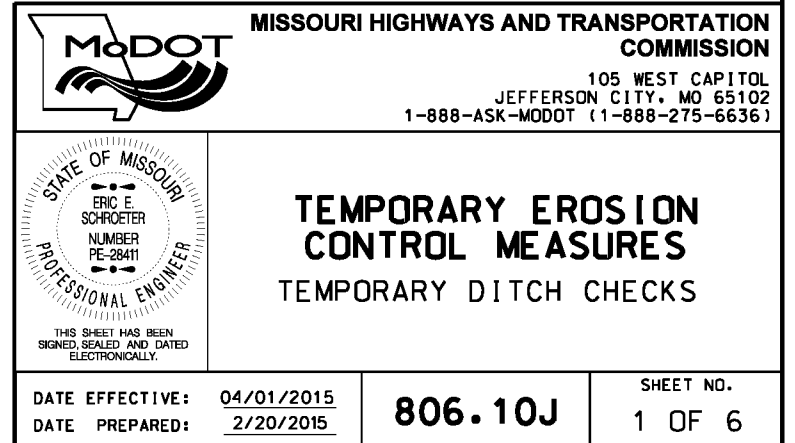 MoDOT
MISSOURI HIGHWAYS AND TRANSPORTATION
COMMISSION
105 WEST CAPITOL
JEFFERSON CITY, MO 65102
1-888-ASK-MODOT (1-888-275-6636)
STATE OF MISSOURI
ERIC E.
SCHROETER
NUMBER
PE-28411
PROFESSIONAL ENGINEER
THIS SHEET HAS BEEN
SIGNED, SEALED AND DATED
ELECTRONICALLY.
TEMPORARY EROSION
CONTROL MEASURES
TEMPORARY DITCH CHECKS
DATE EFFECTIVE: 04/01/2015
DATE PREPARED: 2/20/2015
806.10J
SHEET NO.
1 OF 6